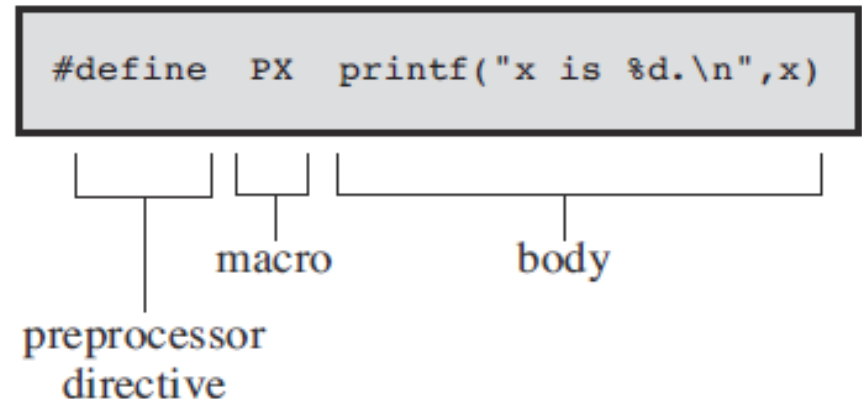 #define PX printf("x is %d.\n",x)
macro body
preprocessor
directive